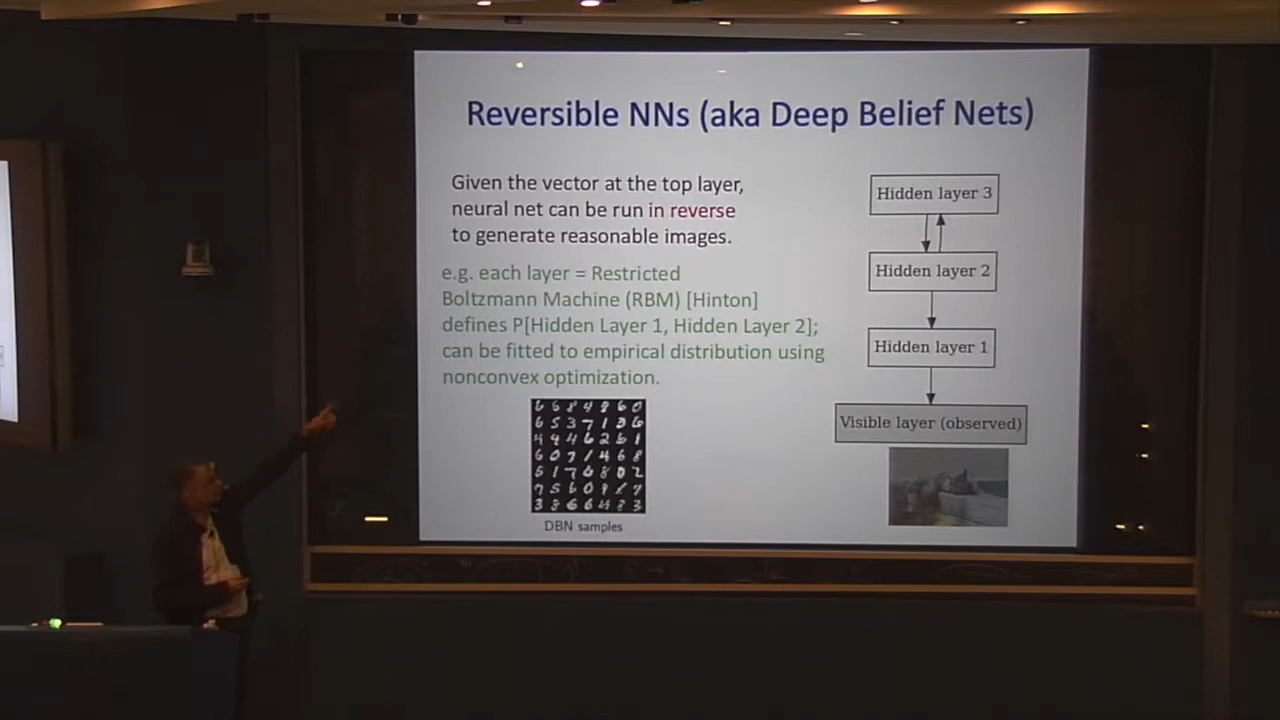 Reversible NNs (aka Deep Belief Nets)
Given the vector at the top layer,
neural net can be run in reverse
to generate reasonable images.
e.g. each layer = Restricted
Boltzmann Machine (RBM) [Hinton]
defines P[Hidden Layer 1, Hidden Layer 2];
can be fitted to empirical distribution using
nonconvex optimization.
DBN samples
Hidden layer 3
Hidden layer 2
Hidden layer 1
Visible layer (observed)